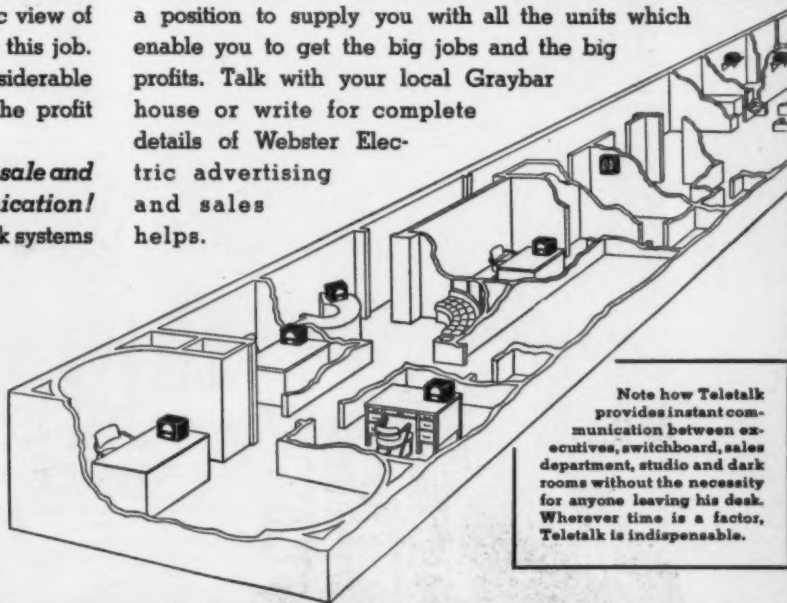 c view of
this job.
siderable
he profit
sale and
ication!
k systems
a position to supply you with all the units which
enable you to get the big jobs and the big
profits. Talk with your local Graybar
house or write for complete
details of Webster Elec-
tric advertising
and sales
helps.
Note how Teletalk
provides instant com-
munication between ex-
ecutives, switchboard, sales
department, studio and dark
rooms without the necessity
for anyone leaving his desk.
Wherever time is a factor,
Teletalk is indispensable.